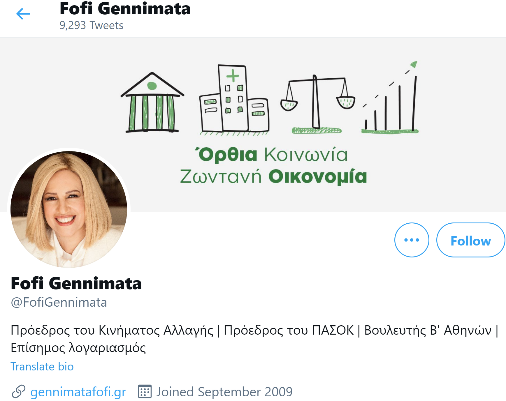 Fofi Gennimata
9,293 Tweets
Όρθια Κοινωνία
Ζωντανή Οικονομία
Follow
Fofi Gennimata
@FofiGennimata
Πρόεδρος του Κινήματος Αλλαγής | Πρόεδρος του ΠΑΣΟΚ | Βουλευτής Β' Αθηνών |
Επίσημος λογαριασμός
Translate bio
gennimatafofi.gr Joined September 2009